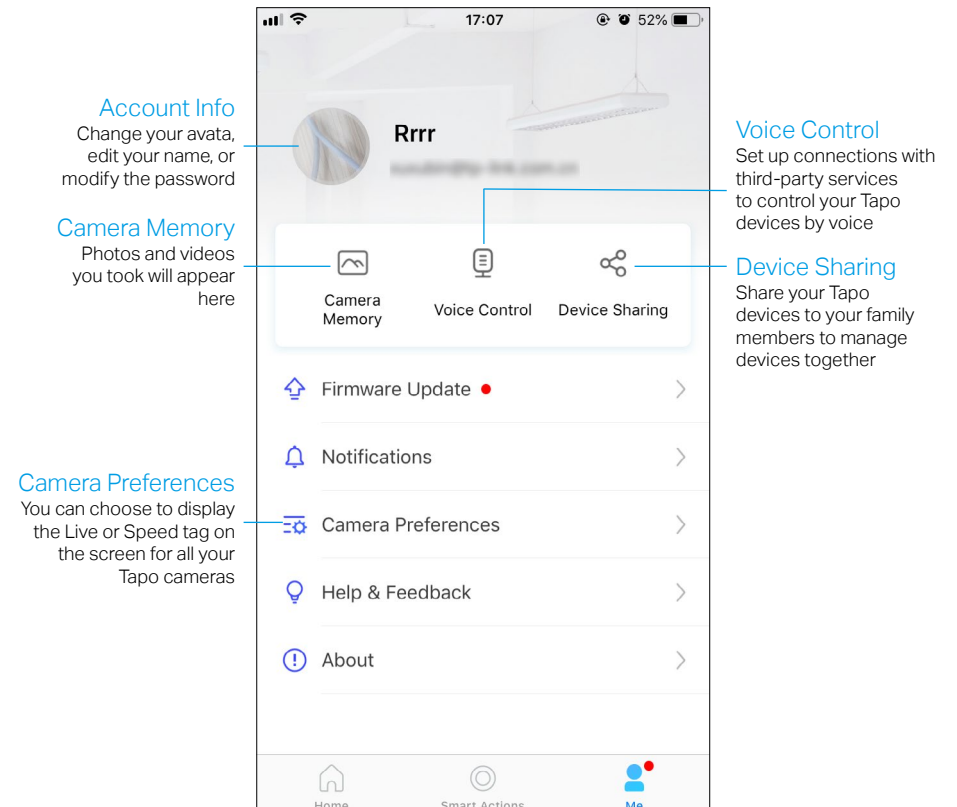 17:07
52%
Account Info
Change your avata,
edit your name, or
modify the password
Rrrr
Camera Memory
Photos and videos
you took will appear
here
Voice Control
Set up connections with
third-party services
to control your Tapo
devices by voice
Device Sharing
Share your Tapo
devices to your family
members to manage
devices together
Camera
Memory
Voice Control
Device Sharing
Firmware Update
Notifications
Camera Preferences
You can choose to display
the Live or Speed tag on
the screen for all your
Tapo cameras
Camera Preferences
Help & Feedback
About
Home
Smart Actions
Me